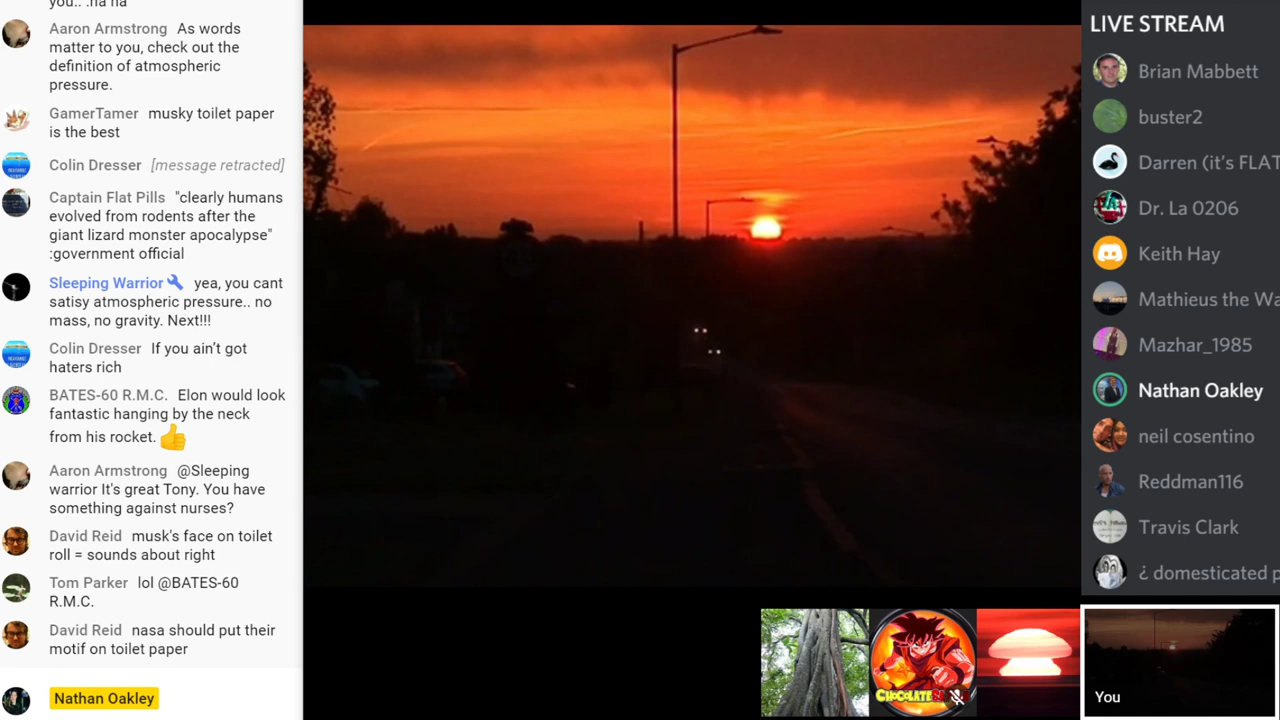 you.. .ha ha
Aaron Armstrong As words
matter to you, check out the
definition of atmospheric
pressure.
GamerTamer musky toilet paper
is the best
Colin Dresser [message retracted]
Captain Flat Pills "clearly humans
evolved from rodents after the
giant lizard monster apocalypse"
:government official
Sleeping Warrior yea, you cant
satisy atmospheric pressure.. no
mass, no gravity. Next!!!
Colin Dresser If you ain't got
haters rich
BATES-60 R.M.C. Elon would look
fantastic hanging by the neck
from his rocket.
Aaron Armstrong @Sleeping
warrior It's great Tony. You have
something against nurses?
David Reid musk's face on toilet
roll = sounds about right
Tom Parker lol @BATES-60
R.M.C.
David Reid nasa should put their
motif on toilet paper
Nathan Oakley
LIVE STREAM
Brian Mabbett
buster2
Darren (it's FLAT
Dr. La 0206
Keith Hay
Mathieus the Wa
Mazhar_1985
Nathan Oakley
neil cosentino
Reddman116
Travis Clark
¿ domesticated p
You